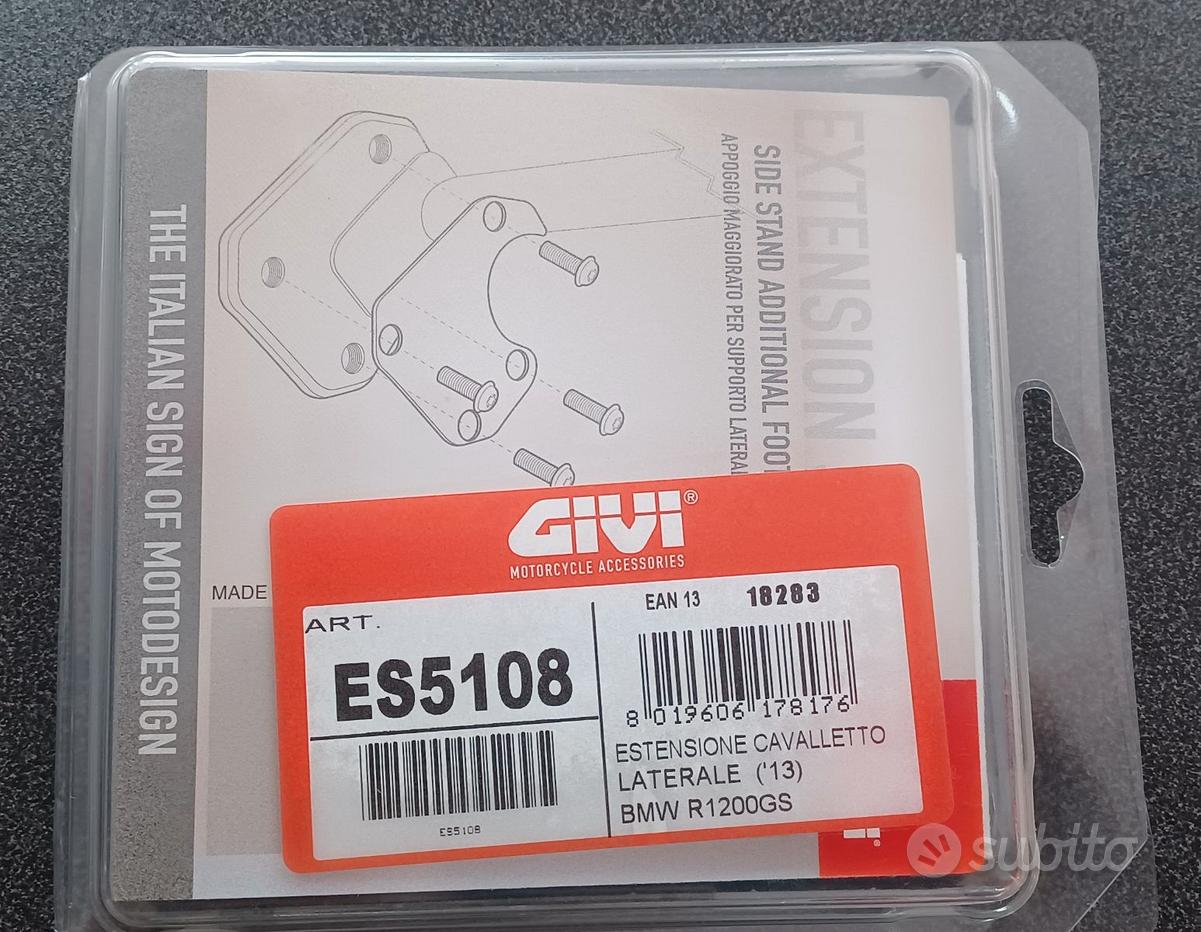 EXTENSION
SIDE STAND ADDITIONAL FOOT
APPOGGIO MAGGIORATO PER SUPPORTO LATERALE
THE ITALIAN SIGN OF MOTODESIGN
MADE
GIVI®
MOTORCYCLE ACCESSORIES
ART.
ES5108
ES5108
EAN 13 18283
8 019606 178176
ESTENSIONE CAVALLETTO
LATERALE ('13)
BMW R1200GS
subito